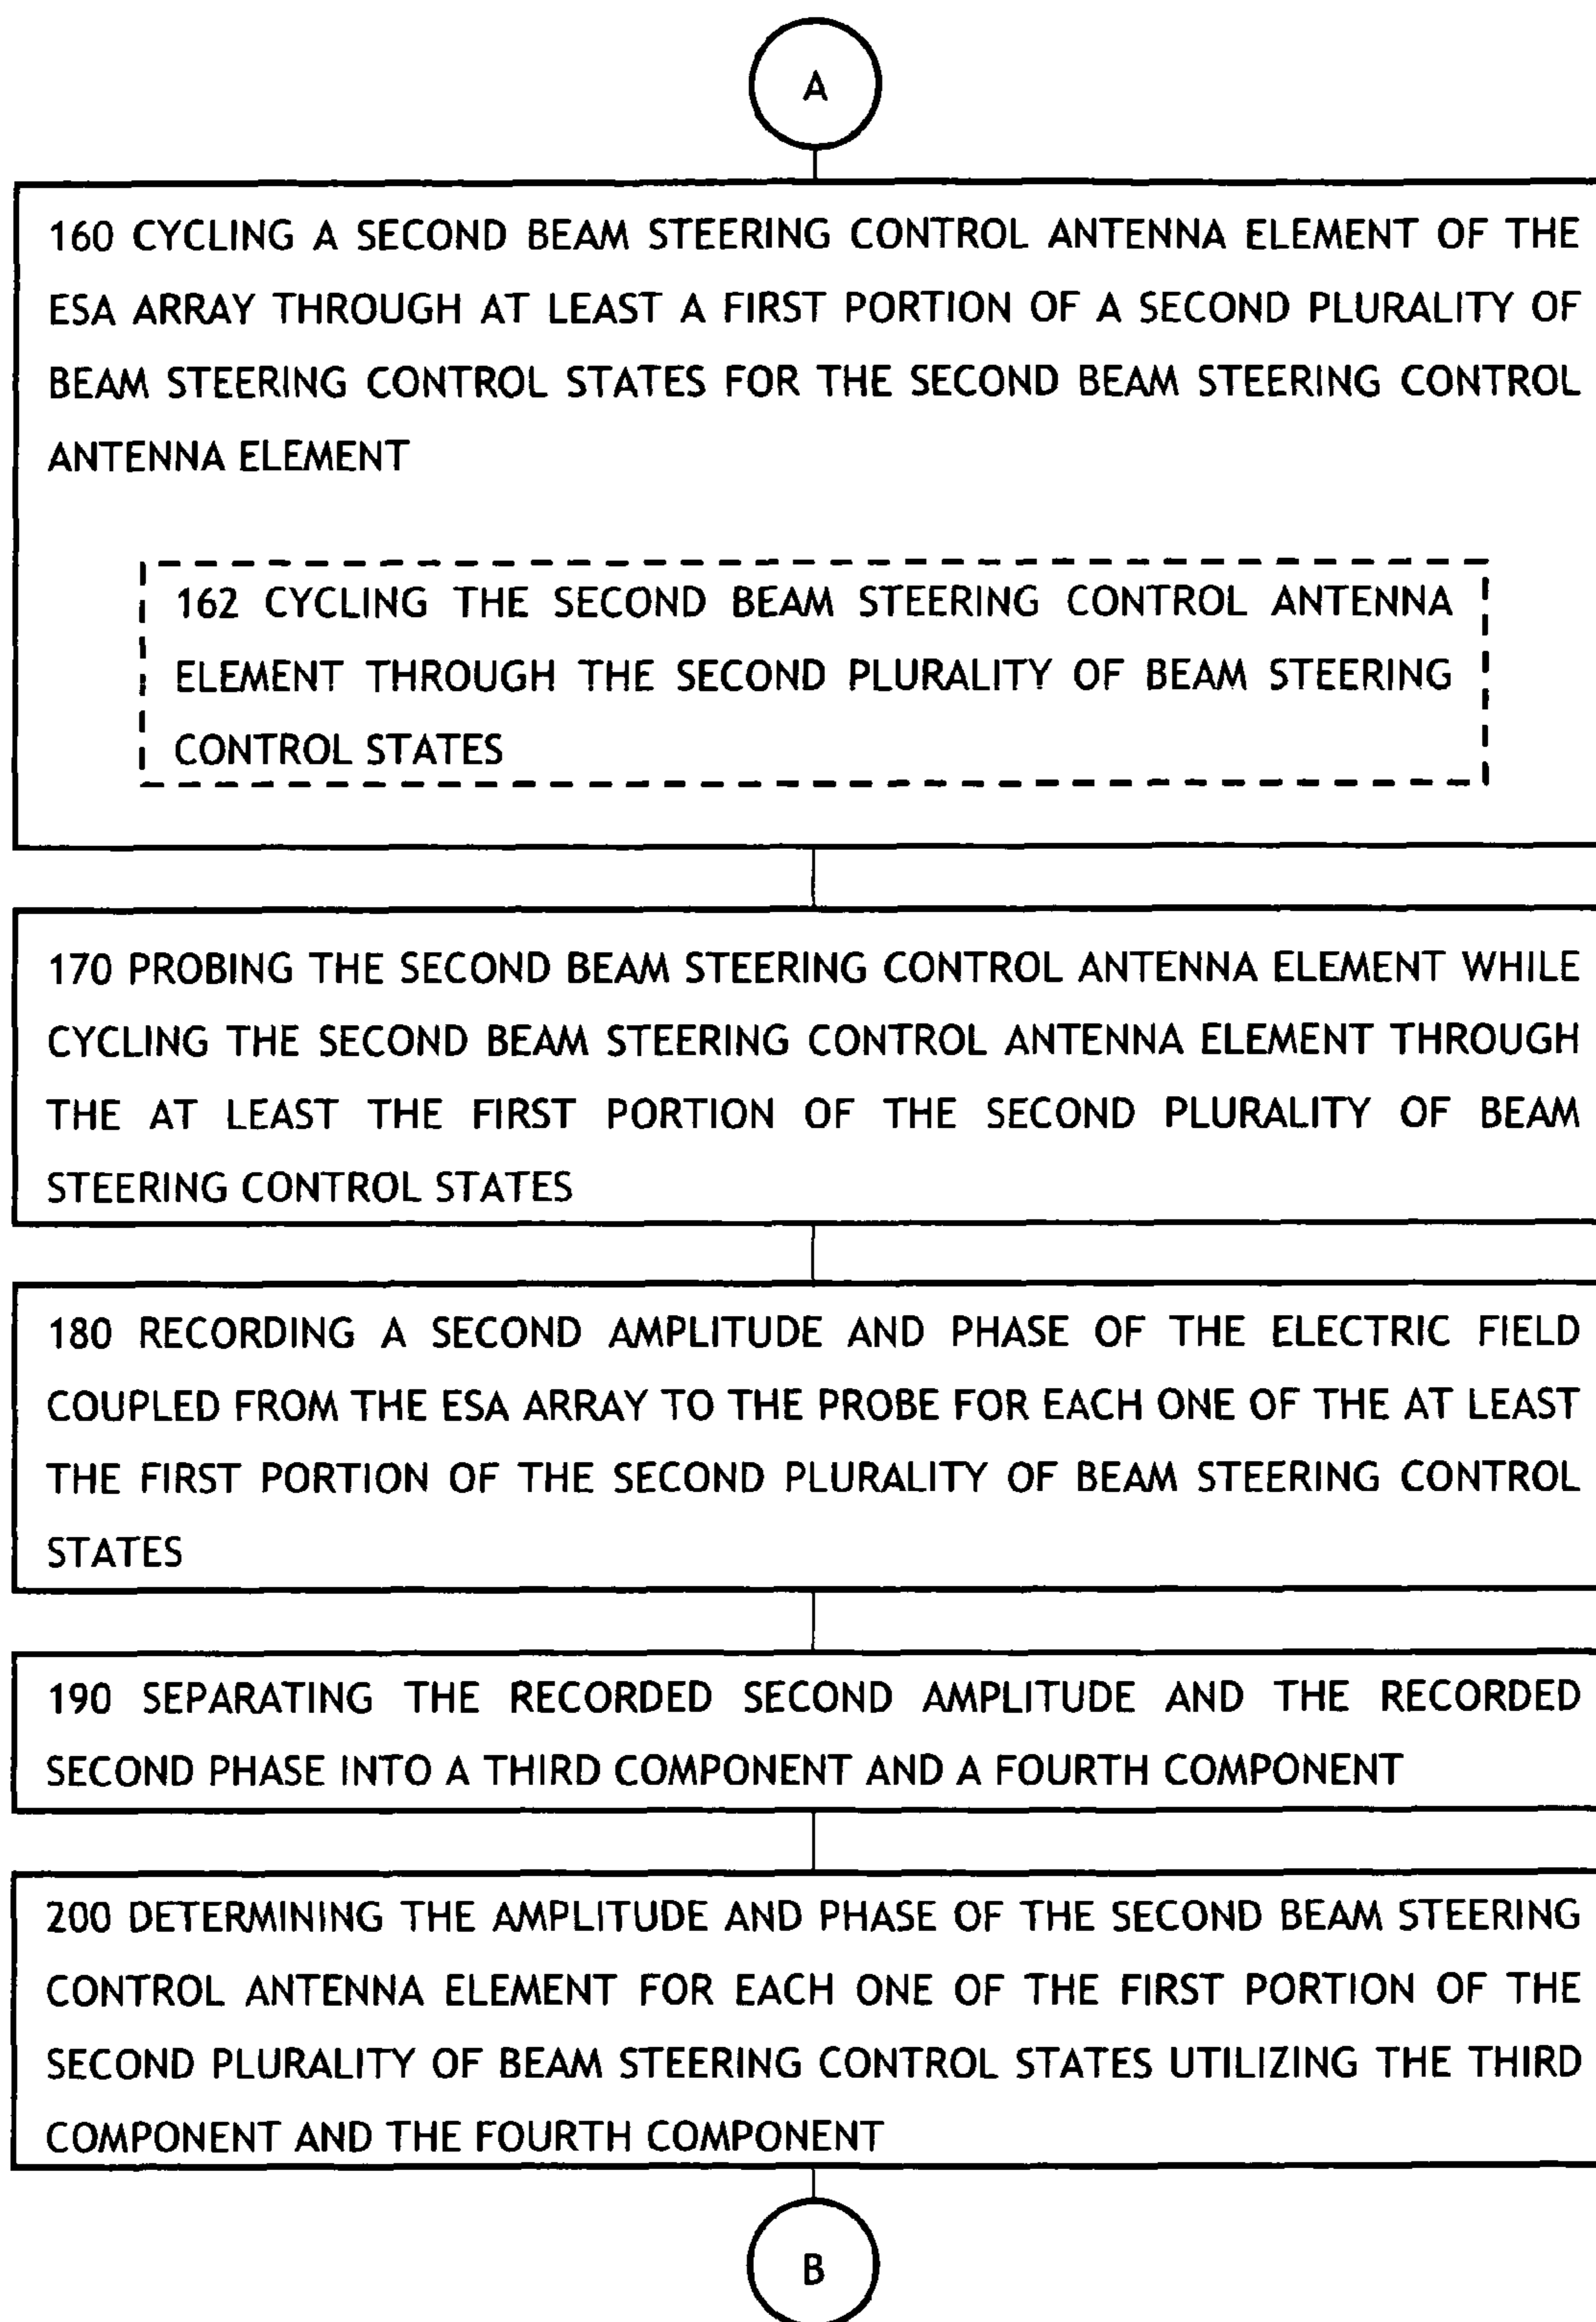 A
160 CYCLING A SECOND BEAM STEERING CONTROL ANTENNA ELEMENT OF THE
ESA ARRAY THROUGH AT LEAST A FIRST PORTION OF A SECOND PLURALITY OF
BEAM STEERING CONTROL STATES FOR THE SECOND BEAM STEERING CONTROL
ANTENNA ELEMENT
162 CYCLING THE SECOND BEAM STEERING CONTROL ANTENNA
ELEMENT THROUGH THE SECOND PLURALITY OF BEAM STEERING
CONTROL STATES
170 PROBING THE SECOND BEAM STEERING CONTROL ANTENNA ELEMENT WHILE
CYCLING THE SECOND BEAM STEERING CONTROL ANTENNA ELEMENT THROUGH
THE AT LEAST THE FIRST PORTION OF THE SECOND PLURALITY OF BEAM
STEERING CONTROL STATES
180 RECORDING A SECOND AMPLITUDE AND PHASE OF THE ELECTRIC FIELD
COUPLED FROM THE ESA ARRAY TO THE PROBE FOR EACH ONE OF THE AT LEAST
THE FIRST PORTION OF THE SECOND PLURALITY OF BEAM STEERING CONTROL
STATES
190 SEPARATING THE RECORDED SECOND AMPLITUDE AND THE RECORDED
SECOND PHASE INTO A THIRD COMPONENT AND A FOURTH COMPONENT
200 DETERMINING THE AMPLITUDE AND PHASE OF THE SECOND BEAM STEERING
CONTROL ANTENNA ELEMENT FOR EACH ONE OF THE FIRST PORTION OF THE
SECOND PLURALITY OF BEAM STEERING CONTROL STATES UTILIZING THE THIRD
COMPONENT AND THE FOURTH COMPONENT
B